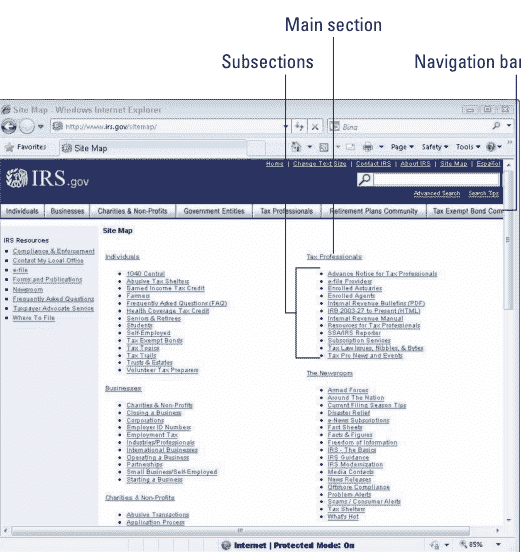 Main section
Subsections
Navigation bar
Site Map - Windows Internet Explorer
http://www.irs.gov/sitemap/
Bing
Favorites
Site Map
Page
Safety
Tools
Home | Change Text Size | Contact IRS | About IRS | Site Map | Español
IRS.gov
Advanced Search Search Tips
Individuals Businesses Charities & Non-Profits Government Entities Tax Professionals Retirement Plans Community Tax Exempt Bond Com
IRS Resources
Compliance & Enforcement
Contact My Local Office
e-file
Forms and Publications
Newsroom
Frequently Asked Questions
Taxpayer Advocate Service
Where To File
Site Map
Individuals
1040 Central
Abusive Tax Shelters
Earned Income Tax Credit
Farmers
Frequently Asked Questions (FAQ)
Health Coverage Tax Credit
Seniors & Retirees
Students
Self-Employed
Tax Exempt Bonds
Tax Topics
Tax Trails
Trusts & Estates
Volunteer Tax Preparers
Businesses
Charities & Non-Profits
Closing a Business
Corporations
Employer ID Numbers
Employment Tax
Industries/Professionals
International Businesses
Operating a Business
Partnerships
Small Business/Self-Employed
Starting a Business
Charities & Non-Profits
Abusive Transactions
Application Process
Tax Professionals
Advance Notice for Tax Professionals
e-file Providers
Enrolled Actuaries
Enrolled Agents
Internal Revenue Bulletins (PDF)
IRB 2003-27 to Present (HTML)
Internal Revenue Manual
Resources for Tax Professionals
SSA/IRS Reporter
Subscription Services
Tax Law Issues, Nibbles, & Bytes
Tax Pro News and Events
The Newsroom
Armed Forces
Around The Nation
Current Filing Season Tips
Disaster Relief
e-News Subscriptions
Fact Sheets
Facts & Figures
Freedom of Information
IRS - The Basics
IRS Guidance
IRS Modernization
Media Contacts
News Releases
Offshore Compliance
Problem Alerts
Scams / Consumer Alerts
Tax Shelters
What's Hot
Internet | Protected Mode: On
85%